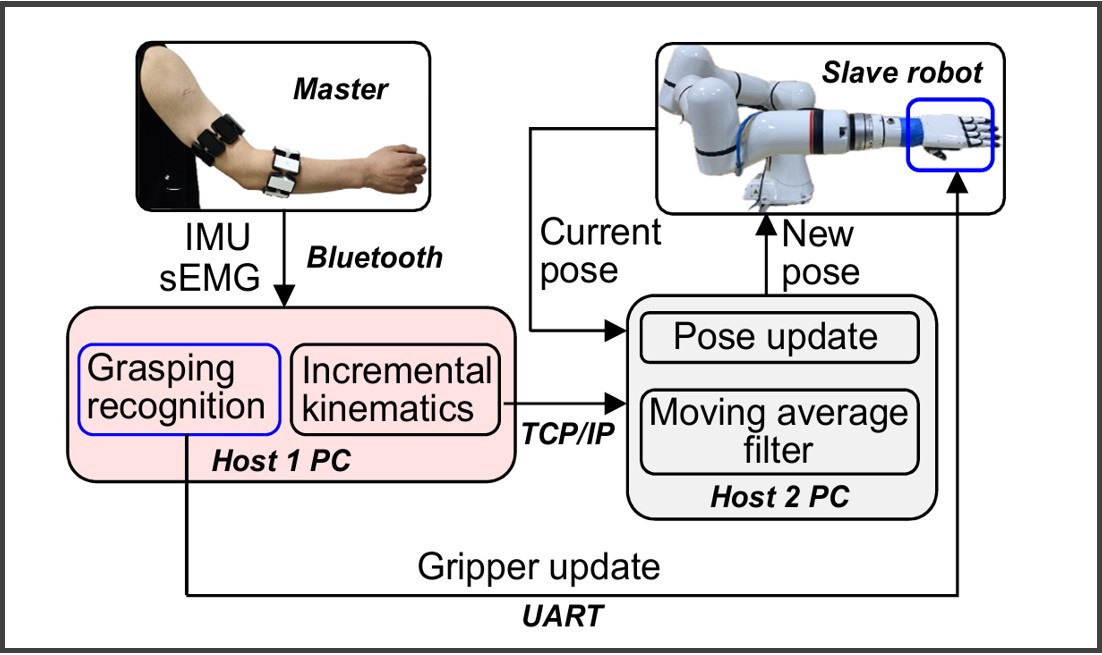 Master
Slave robot
IMU
sEMG
Bluetooth
Current
pose
New
pose
Grasping
recognition
Incremental
kinematics
Host 1 PC
TCP/IP
Pose update
Moving average
filter
Host 2 PC
Gripper update
UART